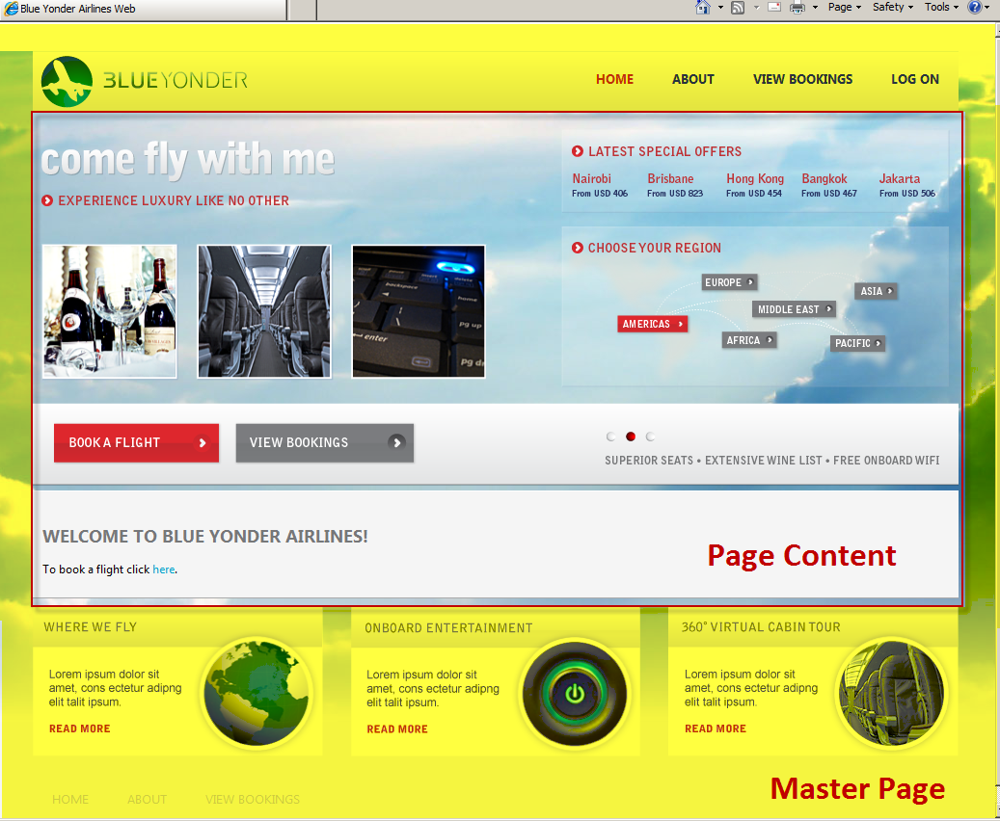 Blue Yonder Airlines Web
Page Safety Tools
BLUEYONDER
HOME ABOUT VIEW BOOKINGS LOG ON
come fly with me
EXPERIENCE LUXURY LIKE NO OTHER
LATEST SPECIAL OFFERS
Nairobi Brisbane Hong Kong Bangkok Jakarta
From USD 406 From USD 823 From USD 454 From USD 467 From USD 506
CHOOSE YOUR REGION
EUROPE
ASIA
MIDDLE EAST
AMERICAS
AFRICA
PACIFIC
backspace
home
Pg up
enter
Pg d
BOOK A FLIGHT
VIEW BOOKINGS
SUPERIOR SEATS • EXTENSIVE WINE LIST • FREE ONBOARD WIFI
WELCOME TO BLUE YONDER AIRLINES!
To book a flight click here.
Page Content
WHERE WE FLY
Lorem ipsum dolor sit
amet, cons ectetur adipng
elit talit ipsum.
READ MORE
ONBOARD ENTERTAINMENT
Lorem ipsum dolor sit
amet, cons ectetur adipng
elit talit ipsum.
READ MORE
360° VIRTUAL CABIN TOUR
Lorem ipsum dolor sit
amet, cons ectetur adipng
elit talit ipsum.
READ MORE
Master Page
HOME ABOUT VIEW BOOKINGS